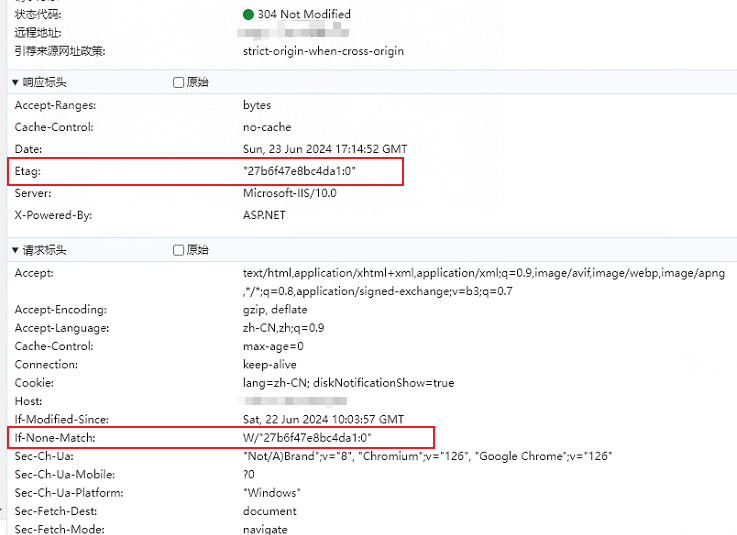 状态代码: 304 Not Modified
远程地址:
引荐来源网址政策: strict-origin-when-cross-origin
▼ 响应标头 原始
Accept-Ranges: bytes
Cache-Control: no-cache
Date: Sun, 23 Jun 2024 17:14:52 GMT
Etag: "27b6f47e8bc4da1:0"
Server: Microsoft-IIS/10.0
X-Powered-By: ASP.NET
▼ 请求标头 原始
Accept: text/html,application/xhtml+xml,application/xml;q=0.9,image/avif,image/webp,image/apng
,*/*;q=0.8,application/signed-exchange;v=b3;q=0.7
Accept-Encoding: gzip, deflate
Accept-Language: zh-CN,zh;q=0.9
Cache-Control: max-age=0
Connection: keep-alive
Cookie: lang=zh-CN; diskNotificationShow=true
Host:
If-Modified-Since: Sat, 22 Jun 2024 10:03:57 GMT
If-None-Match: W/"27b6f47e8bc4da1:0"
Sec-Ch-Ua: "Not/A)Brand";v="8", "Chromium";v="126", "Google Chrome";v="126"
Sec-Ch-Ua-Mobile: ?0
Sec-Ch-Ua-Platform: "Windows"
Sec-Fetch-Dest: document
Sec-Fetch-Mode: navigate